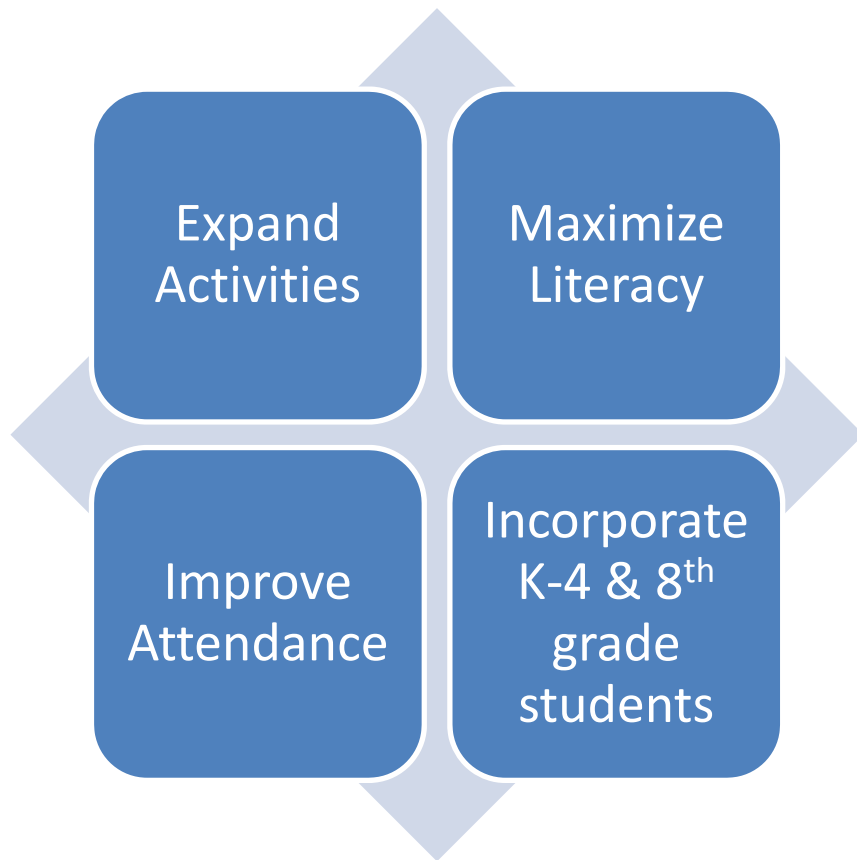 Expand
Activities
Maximize
Literacy
Improve
Attendance
Incorporate
K-4 & 8th
grade
students